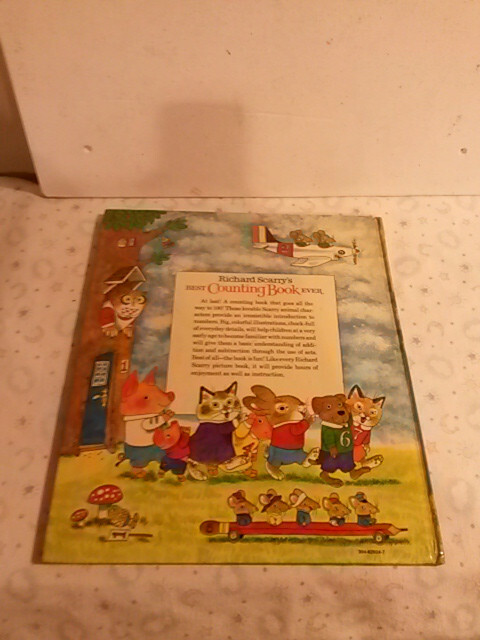 Richard Scarry's
BEST Counting Book EVER
At last! A counting book that goes all the
way to 100! These lovable Scarry animal char-
acters provide an irresistible introduction to
numbers. Big, colorful illustrations, chock-full
of everyday details, will help children at a very
early age to become familiar with numbers and
will give them a basic understanding of addi-
tion and subtraction through the use of sets.
Best of all—the book is fun! Like every Richard
Scarry picture book, it will provide hours of
enjoyment as well as instruction.
6